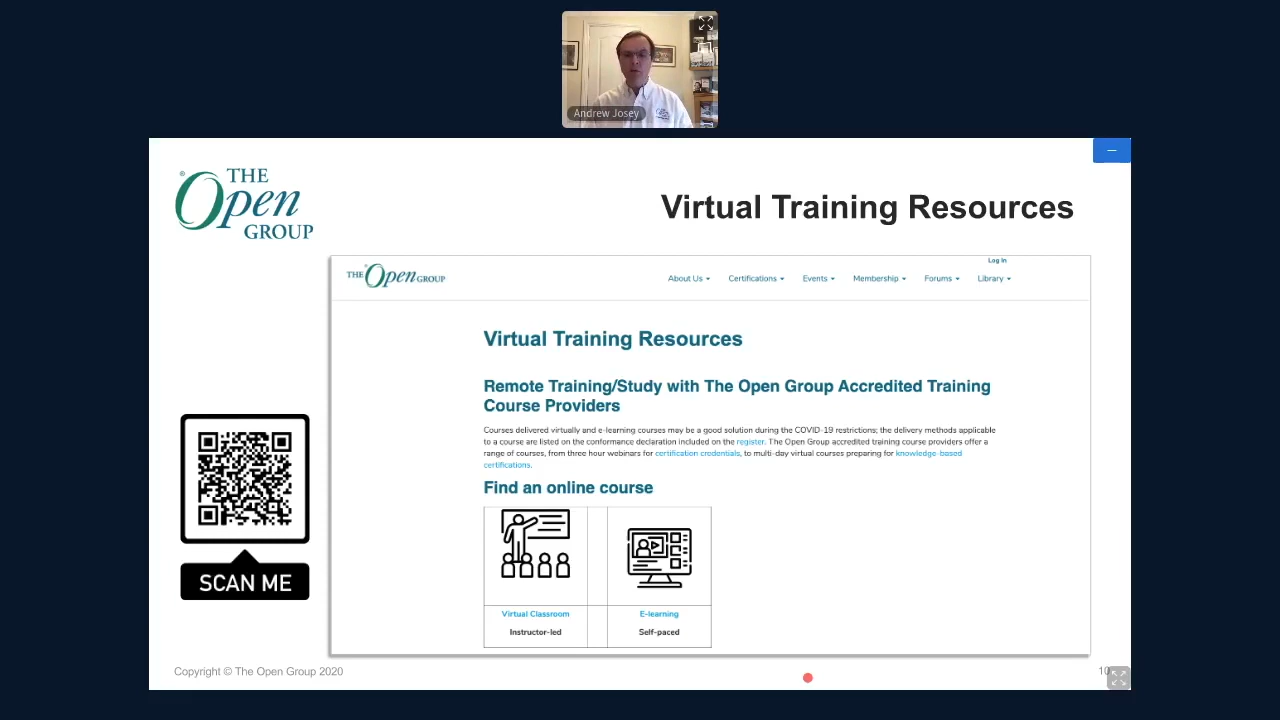 Andrew Josey
THE
Open
GROUP
®
Virtual Training Resources
THE Open GROUP
Log In
About Us
Certifications
Events
Membership
Forums
Library
Virtual Training Resources
Remote Training/Study with The Open Group Accredited Training
Course Providers
Courses delivered virtually and e-learning courses may be a good solution during the COVID-19 restrictions; the delivery methods applicable
to a course are listed on the conformance declaration included on the register. The Open Group accredited training course providers offer a
range of courses, from three hour webinars for certification credentials, to multi-day virtual courses preparing for knowledge-based
certifications.
Find an online course
Virtual Classroom
Instructor-led
E-learning
Self-paced
SCAN ME
Copyright © The Open Group 2020
10